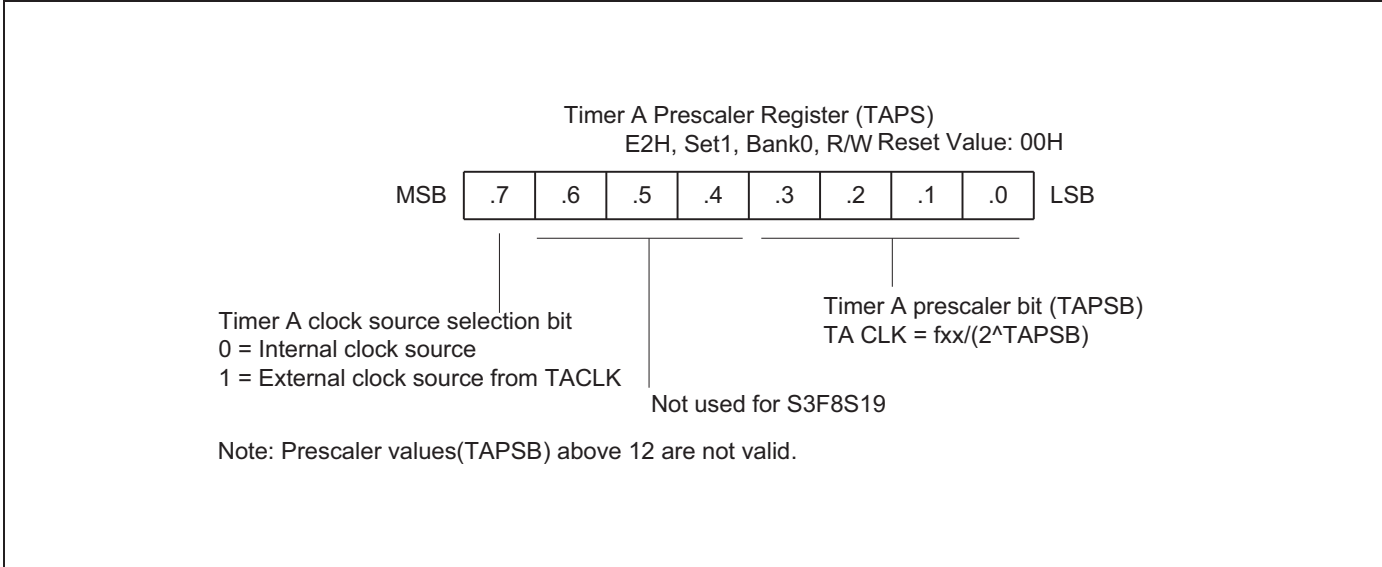 Timer A Prescaler Register (TAPS)
E2H, Set1, Bank0, R/W Reset Value: 00H
MSB .7 .6 .5 .4 .3 .2 .1 .0 LSB
Timer A clock source selection bit
0 = Internal clock source
1 = External clock source from TACLK
Not used for S3F8S19
Timer A prescaler bit (TAPSB)
TA CLK = fxx/(2^TAPSB)
Note: Prescaler values(TAPSB) above 12 are not valid.